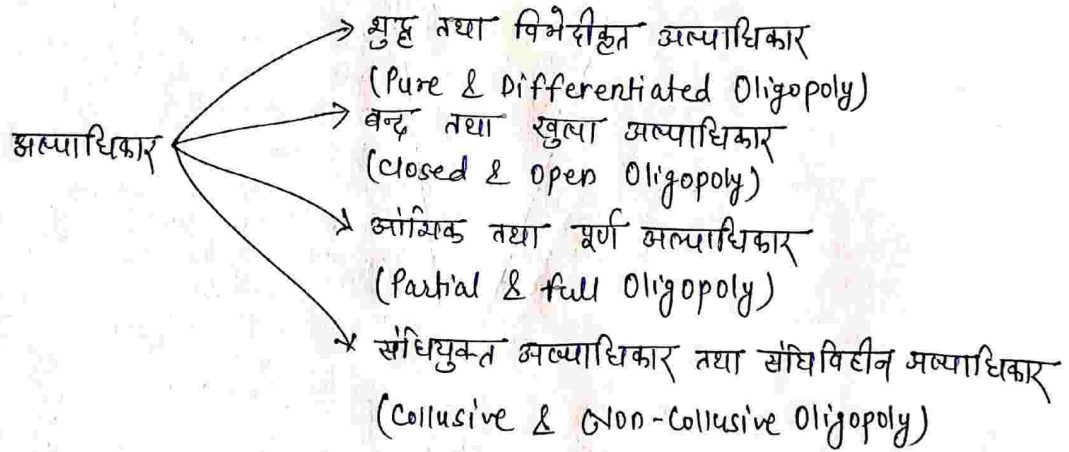 शुद्ध तथा विभेदीकृत अल्पाधिकार
(Pure & Differentiated Oligopoly)
बन्द तथा खुला अल्पाधिकार
(Closed & Open Oligopoly)
अल्पाधिकार
आंशिक तथा पूर्ण अल्पाधिकार
(Partial & full Oligopoly)
संधियुक्त अल्पाधिकार तथा संधिविहीन अल्पाधिकार
(Collusive & Non-Collusive Oligopoly)